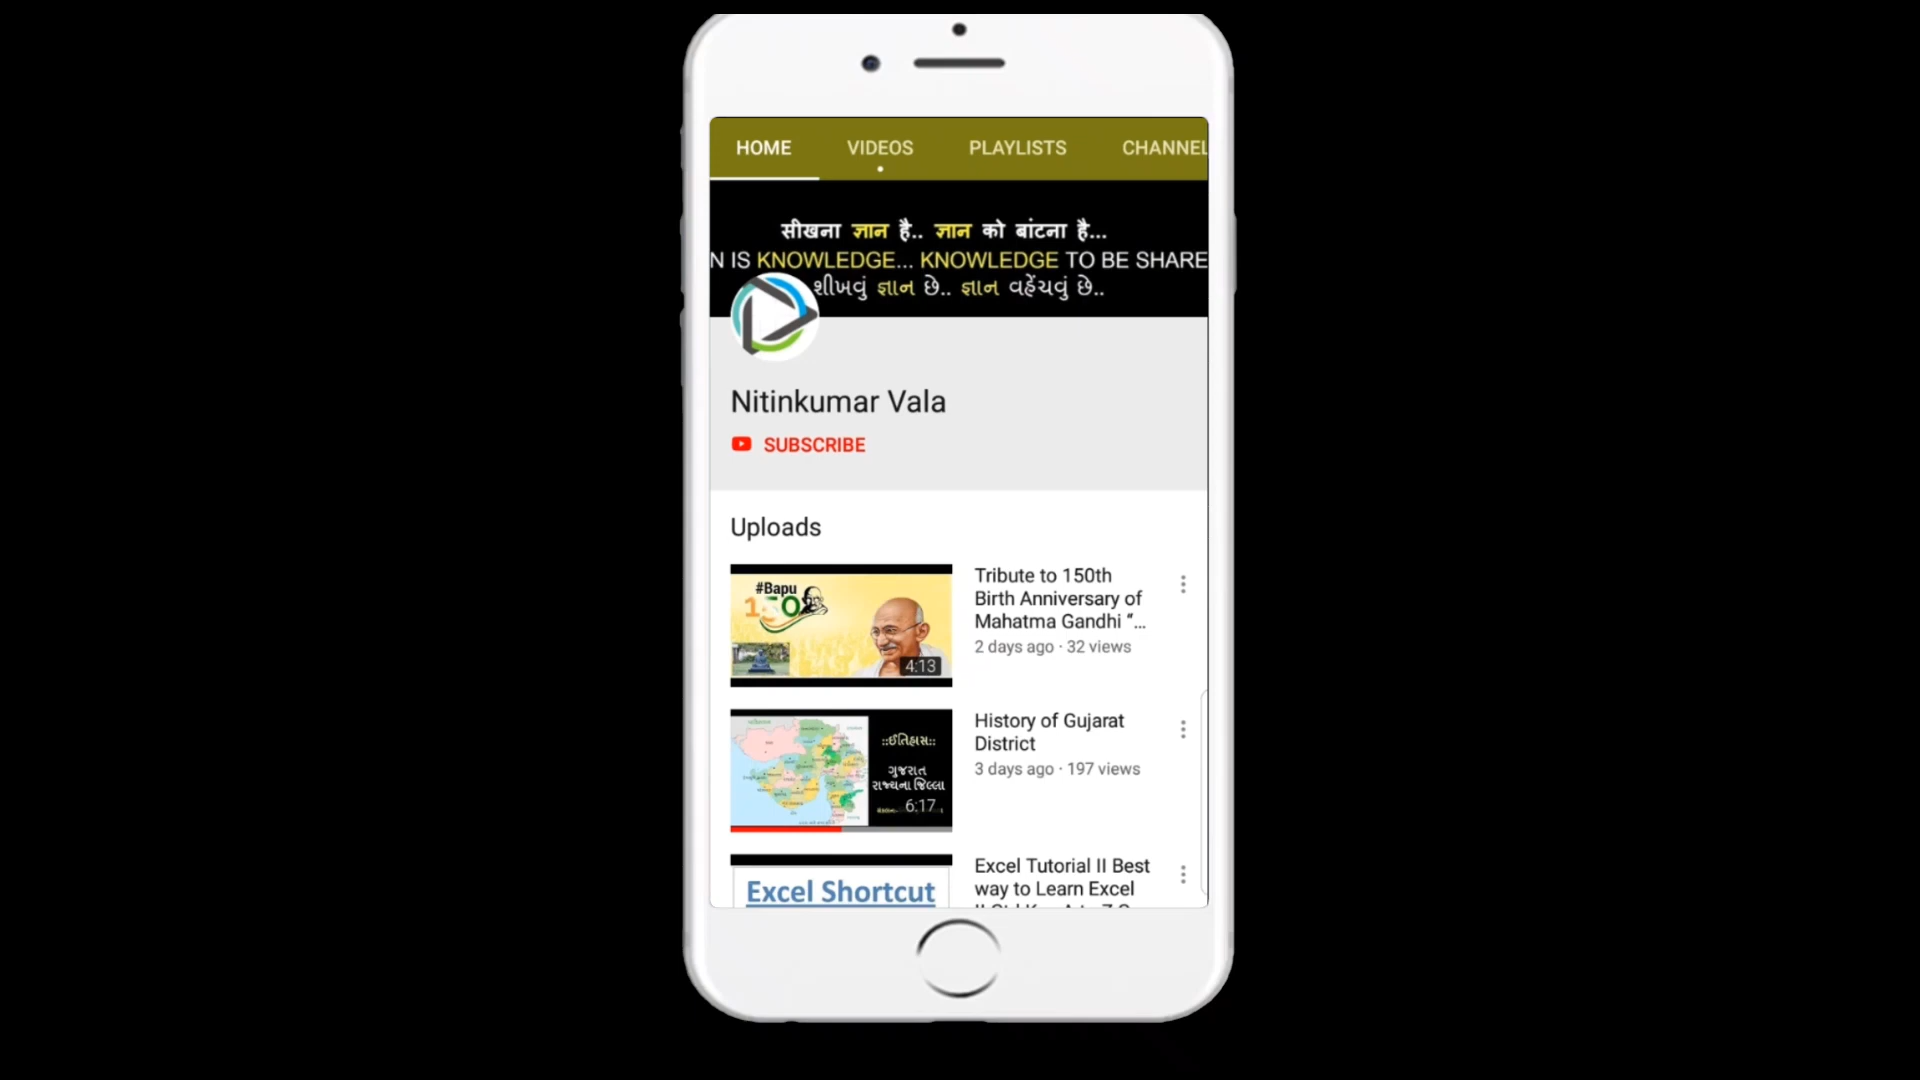 HOME VIDEOS PLAYLISTS CHANNEL
सीखना ज्ञान है.. ज्ञान को बांटना है...
N IS KNOWLEDGE... KNOWLEDGE TO BE SHARE
શીખવું જ્ઞાન છે.. જ્ઞાન વહેંચવું છે..
Nitinkumar Vala
SUBSCRIBE
Uploads
#Bapu
150
4:13
Tribute to 150th
Birth Anniversary of
Mahatma Gandhi “...
2 days ago · 32 views
::ઈતિહાસ::
ગુજરાત
રાજ્યના જિલ્લા
6:17
History of Gujarat
District
3 days ago · 197 views
Excel Shortcut
Excel Tutorial II Best
way to Learn Excel